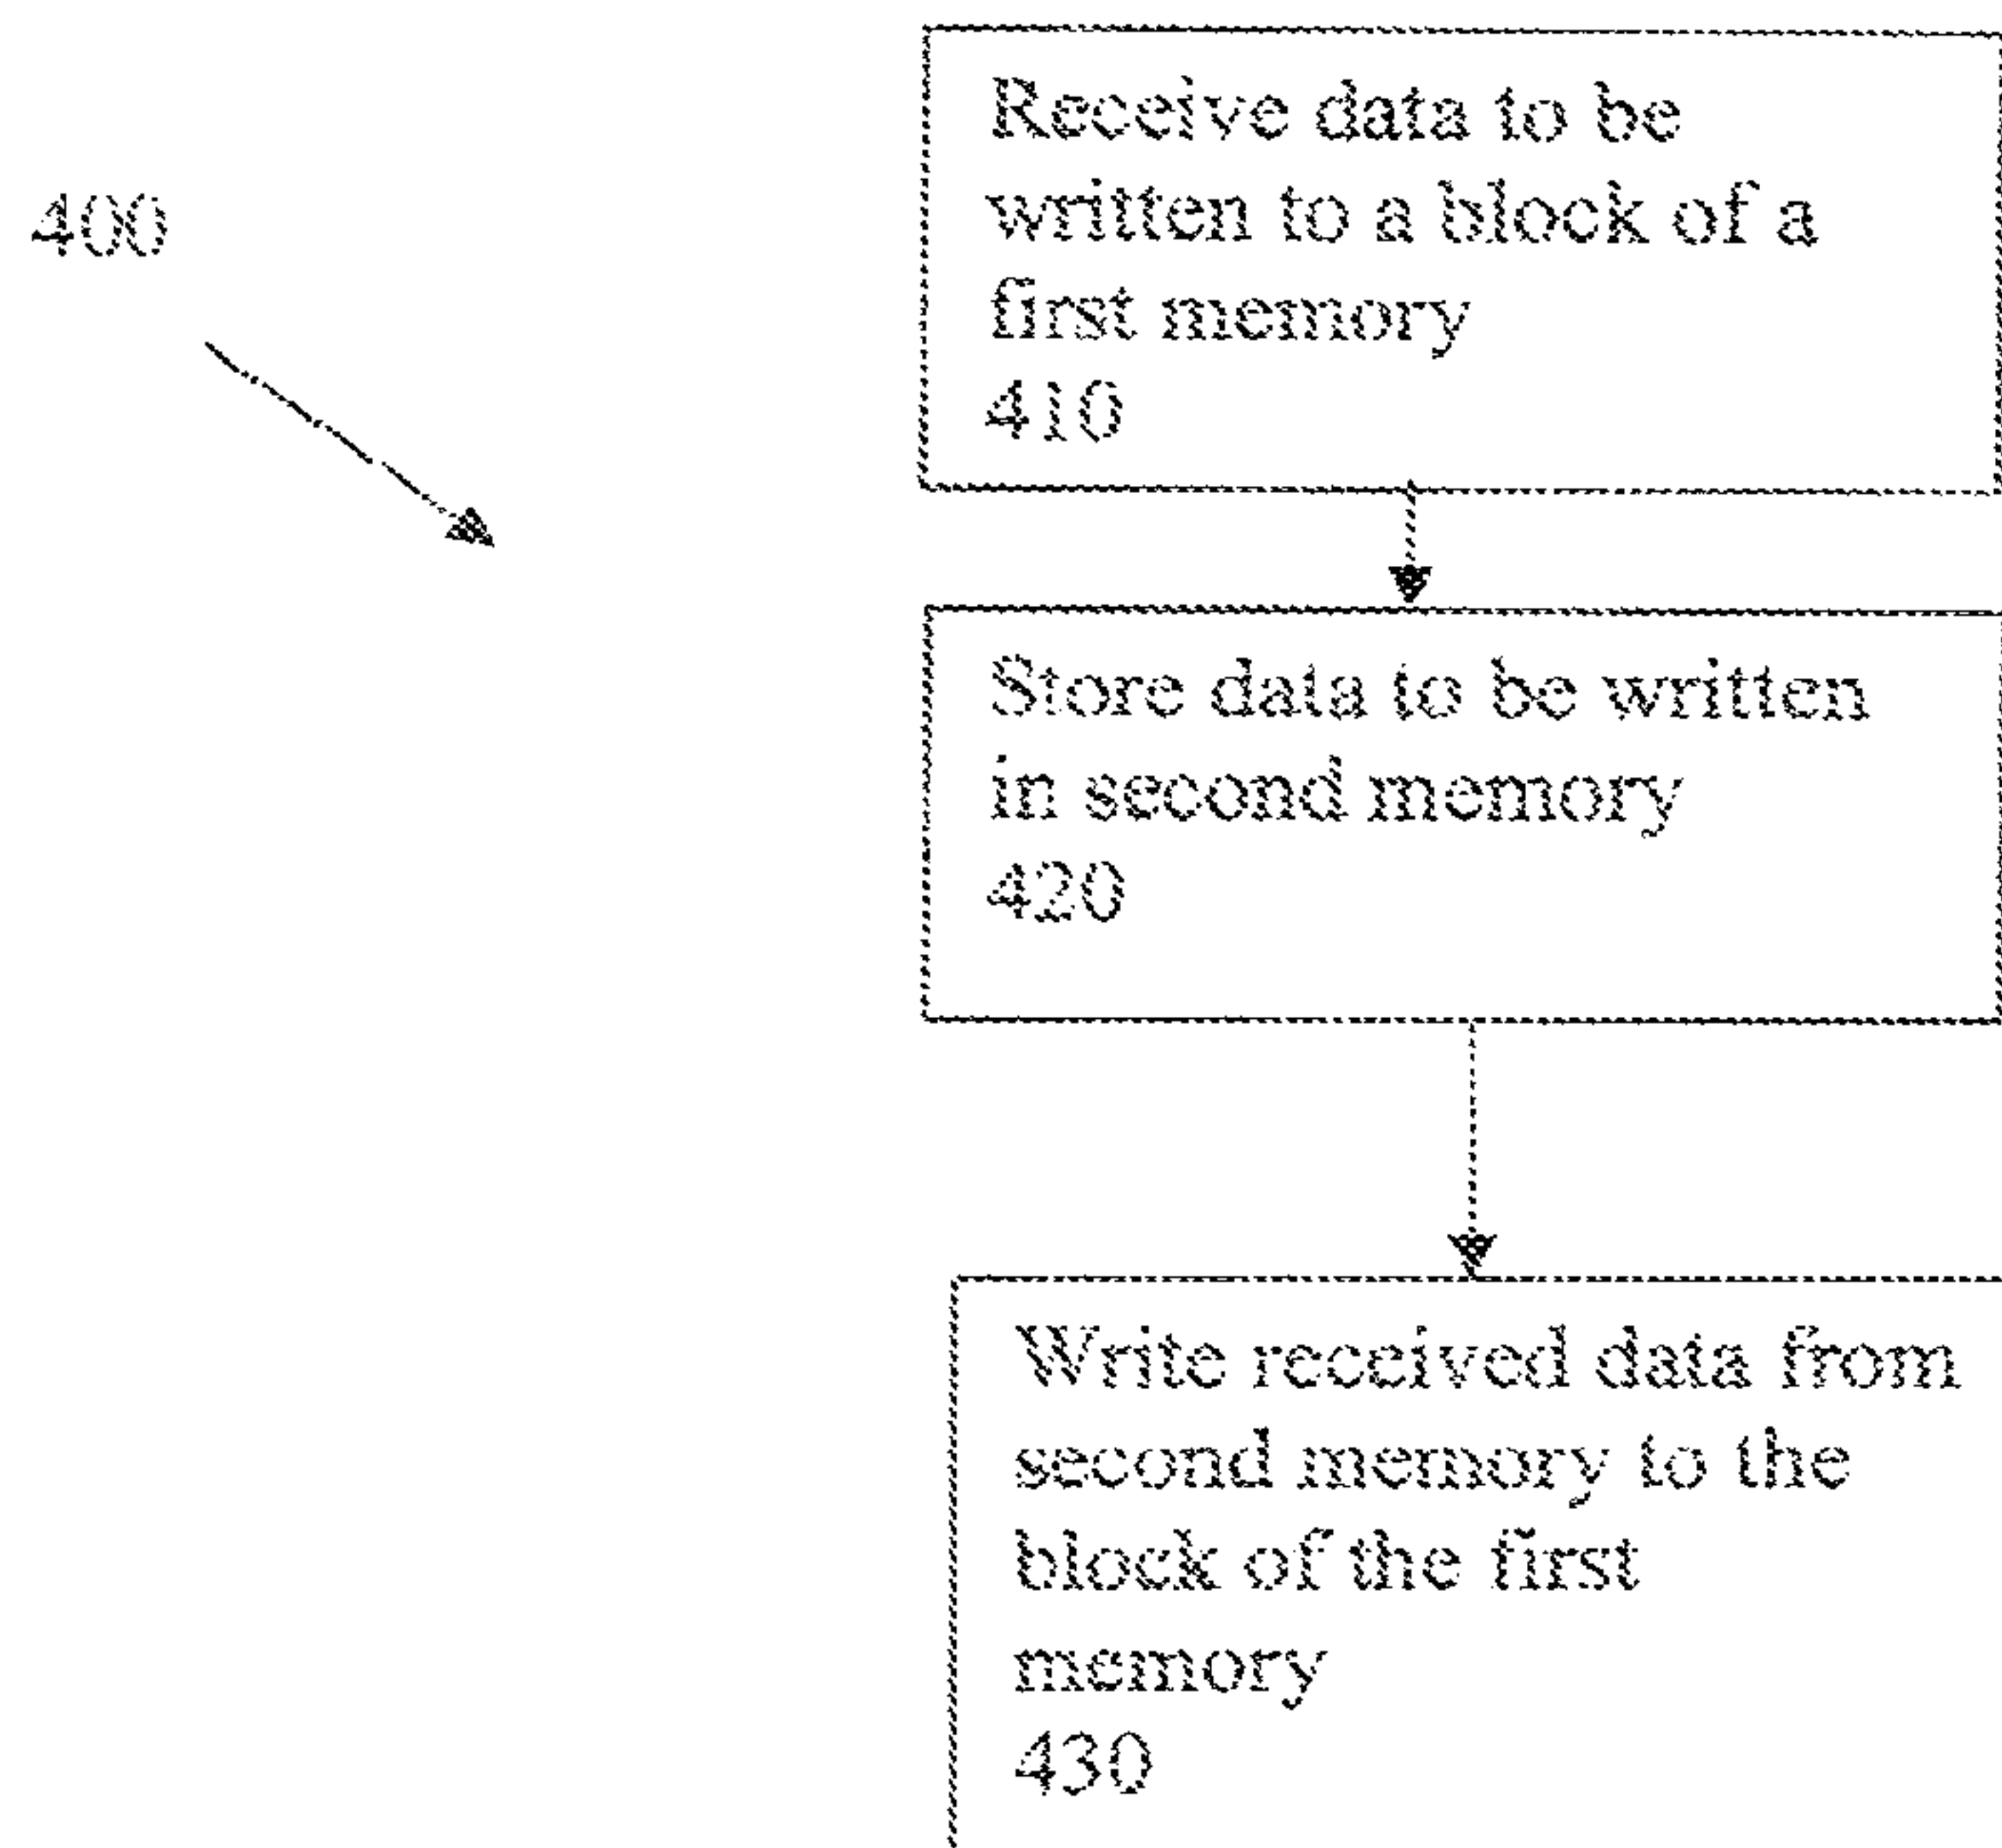 400
Receive data to be
written to a block of a
first memory
410
Store data to be written
in second memory
420
Write received data from
second memory to the
block of the first
memory
430